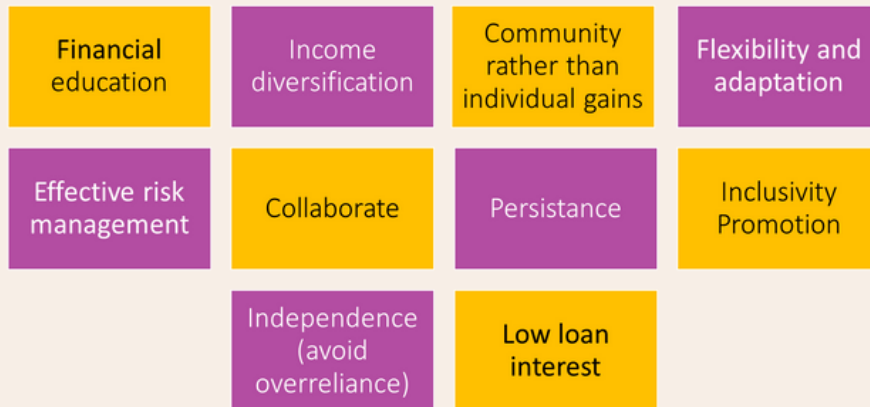 Financial
education
Income
diversification
Community
rather than
individual gains
Flexibility and
adaptation
Effective risk
management
Collaborate
Persistance
Inclusivity
Promotion
Independence
(avoid
overreliance)
Low loan
interest